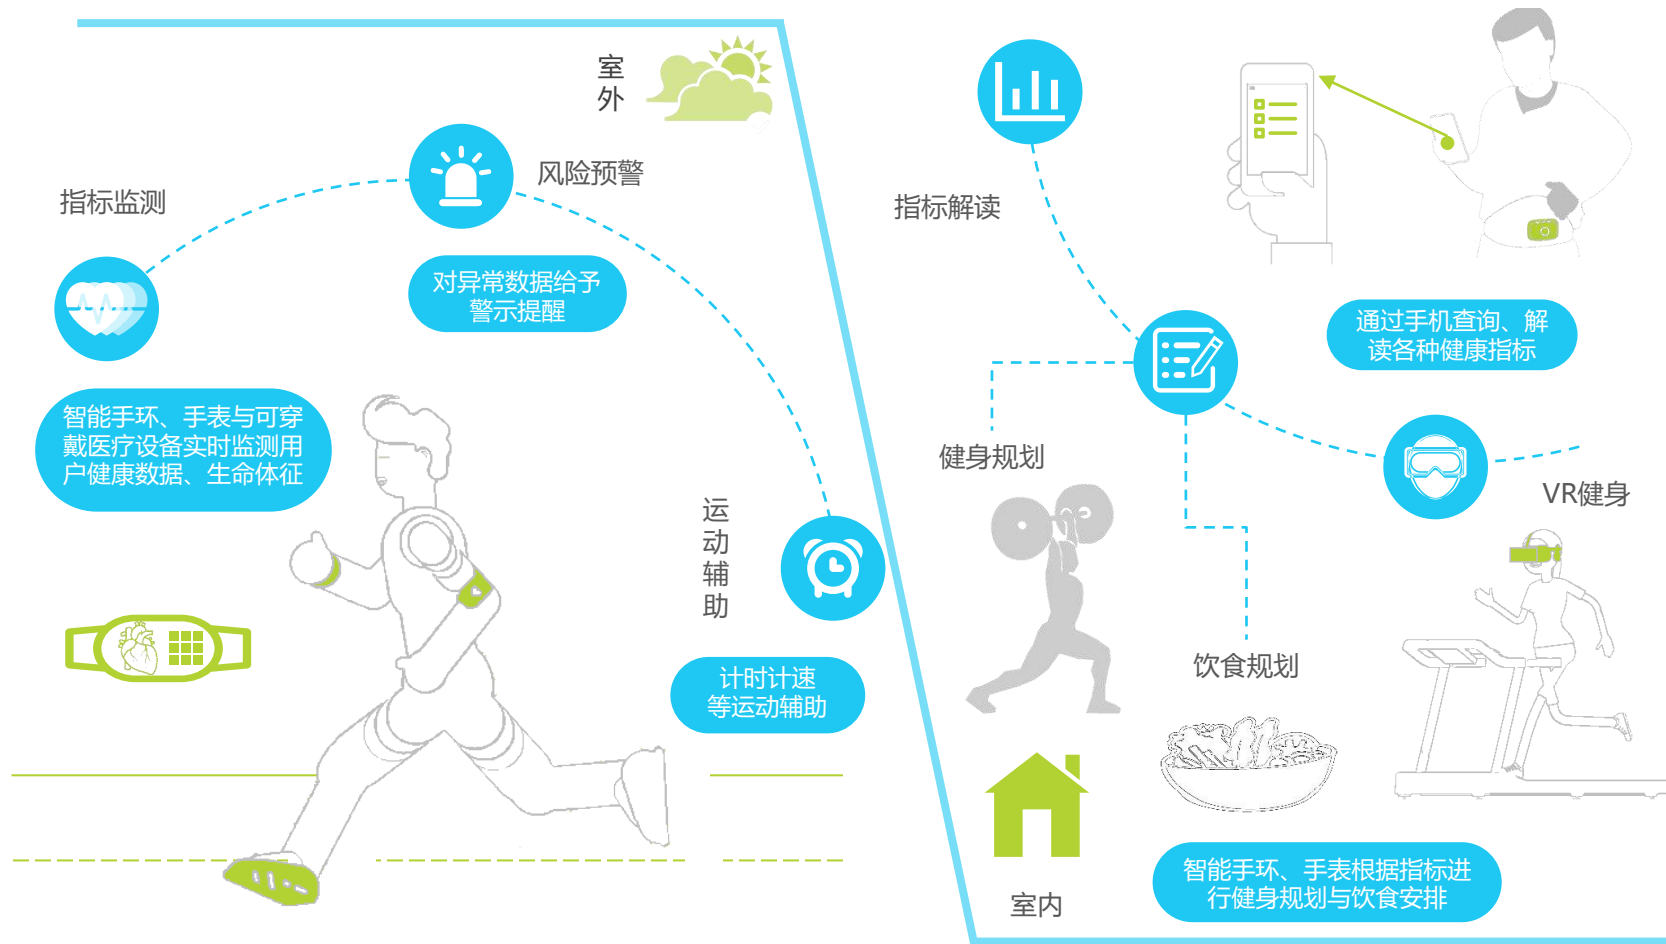 室
外
指标监测
风险预警
对异常数据给予
警示提醒
智能手环、手表与可穿
戴医疗设备实时监测用
户健康数据、生命体征
运
动
辅
助
计时计速
等运动辅助
指标解读
通过手机查询、解
读各种健康指标
健身规划
VR健身
饮食规划
智能手环、手表根据指标进
行健身规划与饮食安排
室内